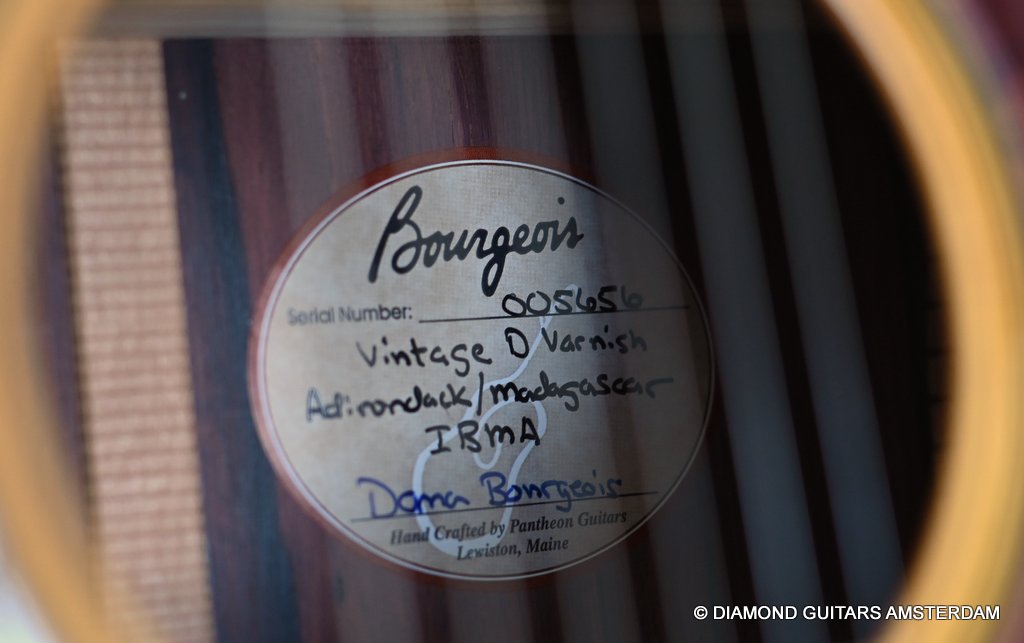 Bourgeois
Serial Number: 005656
Vintage D Varnish
Adirondack/Madagascar
IBMA
Dana Bourgeois
Hand Crafted by Pantheon Guitars
Lewiston, Maine
© DIAMOND GUITARS AMSTERDAM